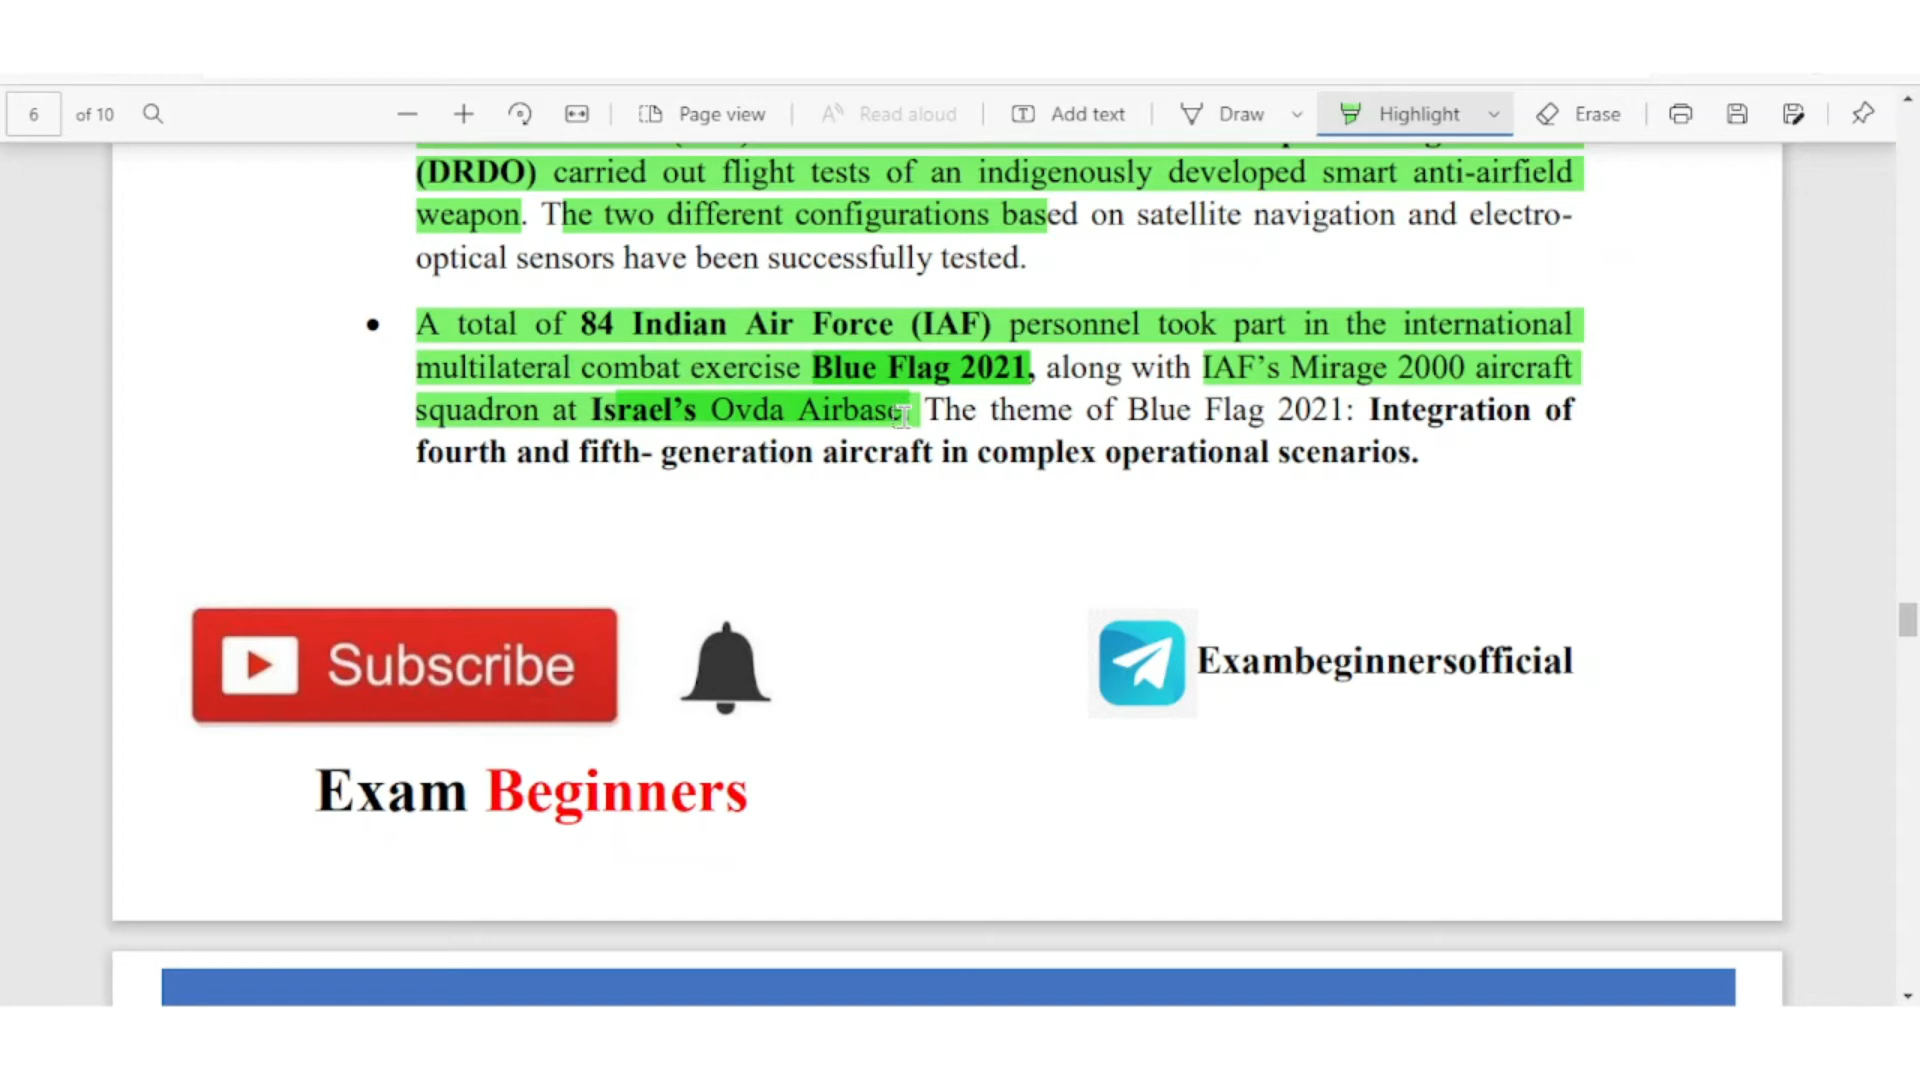 6 of 10 Page view Read aloud Add text Draw Highlight Erase
(DRDO) carried out flight tests of an indigenously developed smart anti-airfield
weapon. The two different configurations based on satellite navigation and electro-
optical sensors have been successfully tested.
• A total of 84 Indian Air Force (IAF) personnel took part in the international
multilateral combat exercise Blue Flag 2021, along with IAF's Mirage 2000 aircraft
squadron at Israel's Ovda Airbase. The theme of Blue Flag 2021: Integration of
fourth and fifth- generation aircraft in complex operational scenarios.
Subscribe
Exambeginnersofficial
Exam Beginners